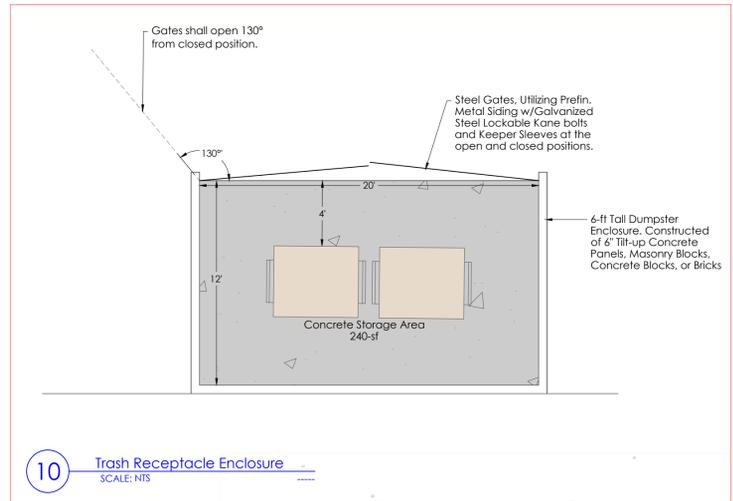 Gates shall open 130°
from closed position.
Steel Gates, Utilizing Prefin.
Metal Siding w/Galvanized
Steel Lockable Kane bolts
and Keeper Sleeves at the
open and closed positions.
130°
20'
4'
6-ft Tall Dumpster
Enclosure. Constructed
of 6" Tilt-up Concrete
Panels, Masonry Blocks,
Concrete Blocks, or Bricks
12'
Concrete Storage Area
240-sf
10
Trash Receptacle Enclosure
SCALE: NTS